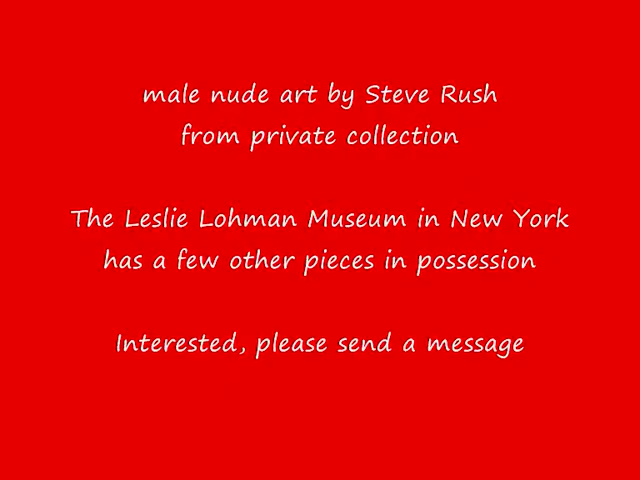 male nude art by Steve Rush
from private collection
The Leslie Lohman Museum in New York
has a few other pieces in possession
Interested, please send a message